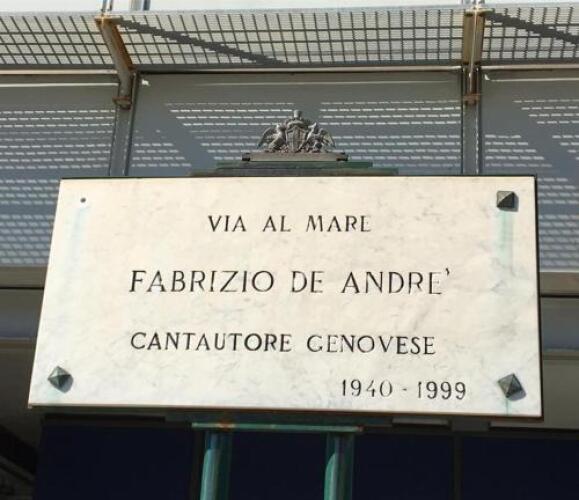 VIA AL MARE
FABRIZIO DE ANDRE'
CANTAUTORE GENOVESE
1940 - 1999